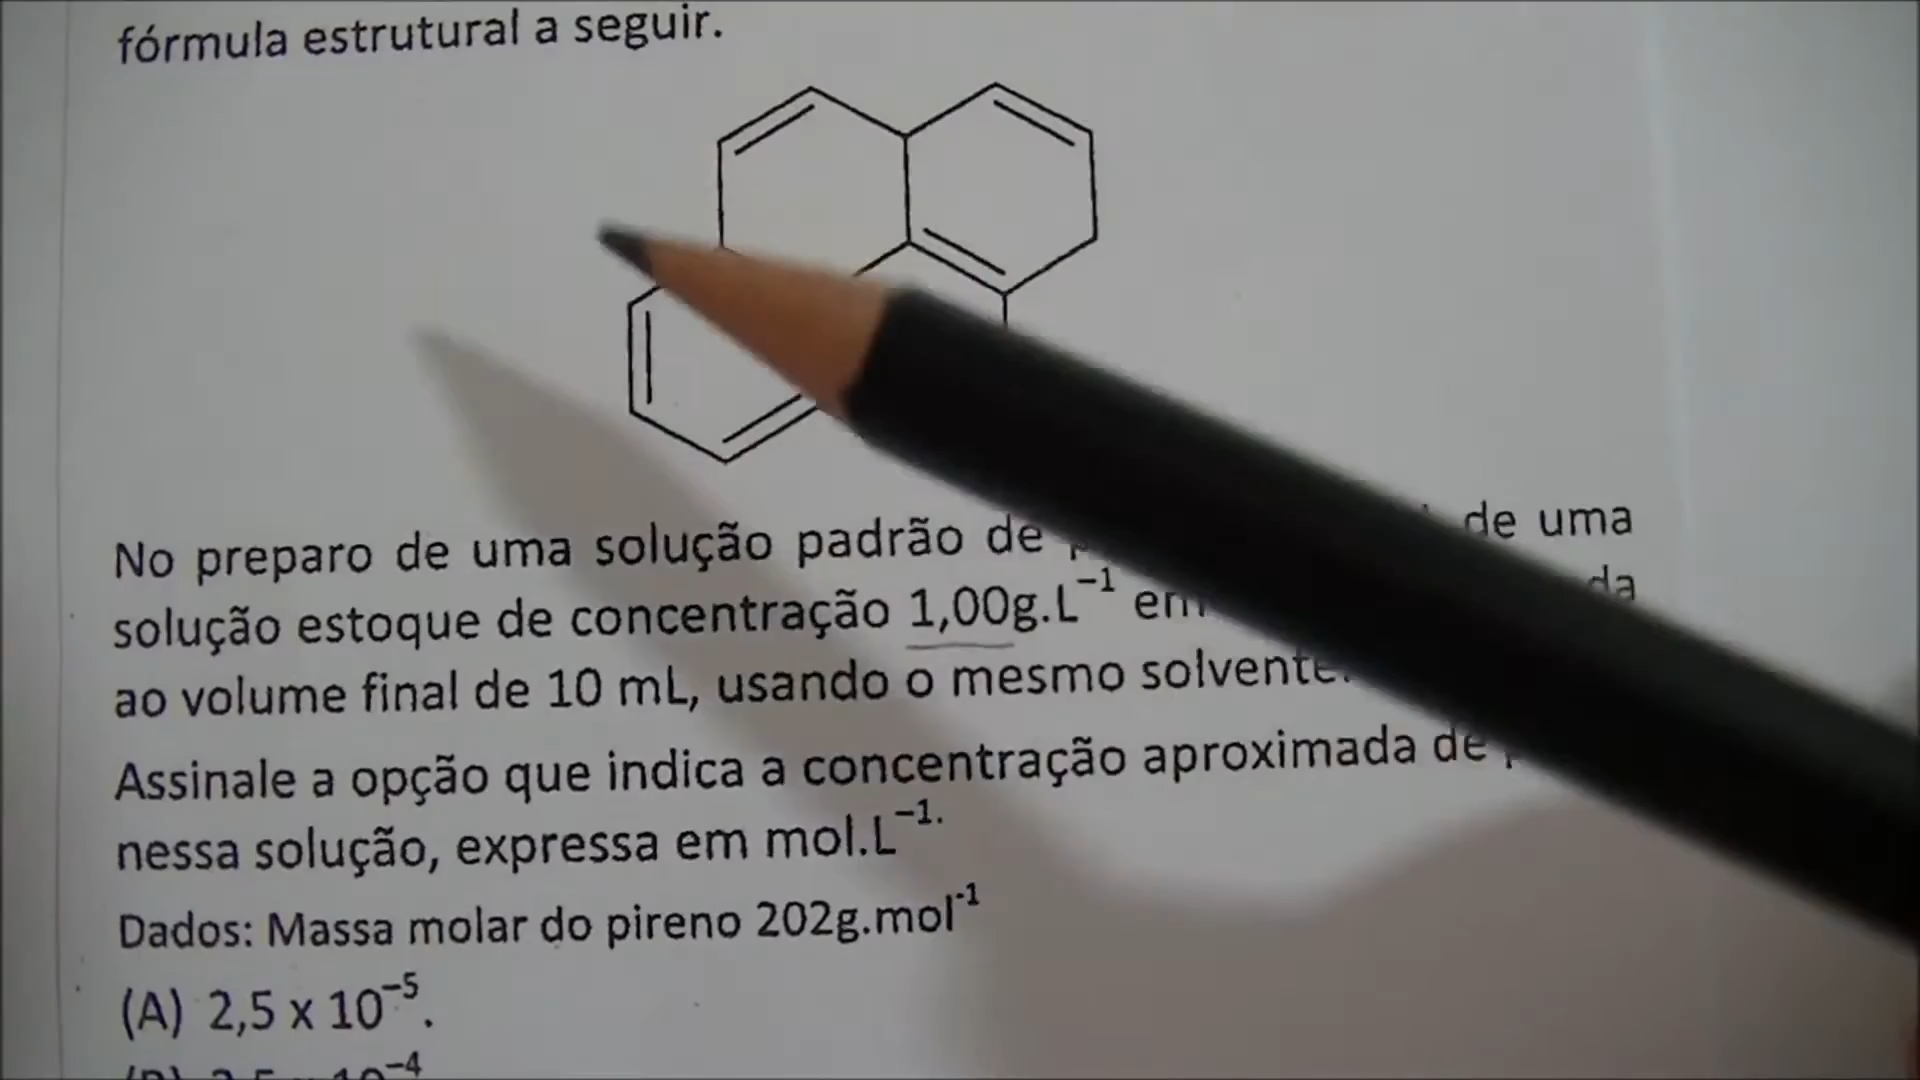 fórmula estrutural a seguir.
No preparo de uma solução padrão de de uma
solução estoque de concentração 1,00g.L⁻¹ em
ao volume final de 10 mL, usando o mesmo solvente.
Assinale a opção que indica a concentração aproximada de
nessa solução, expressa em mol.L⁻¹.
Dados: Massa molar do pireno 202g.mol⁻¹
(A) 2,5 x 10⁻⁵.